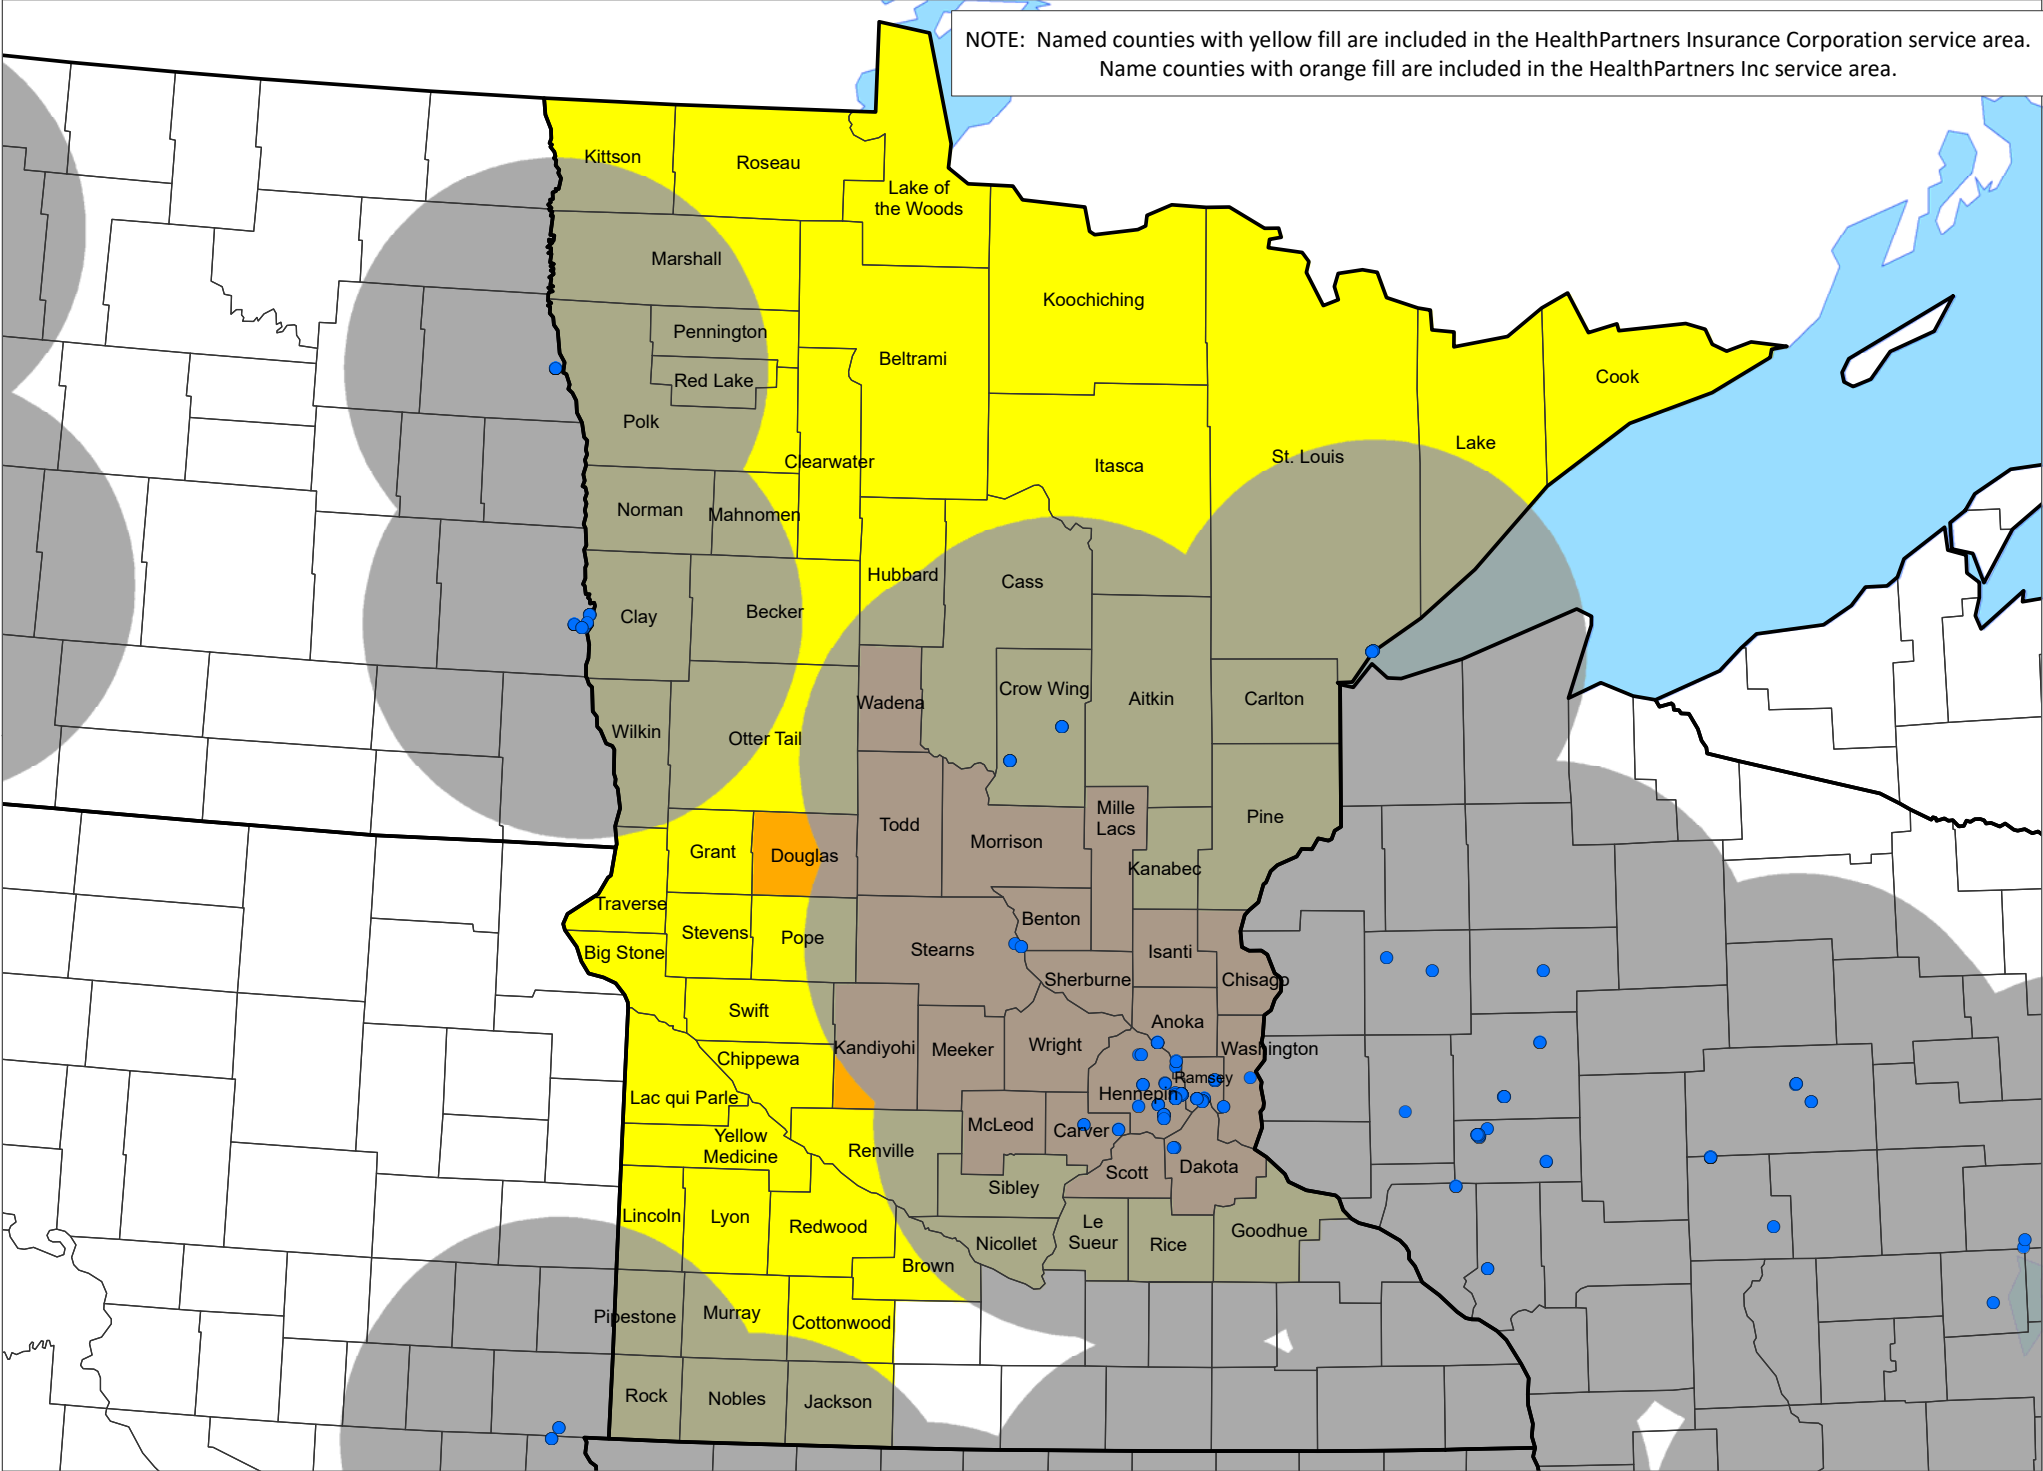 NOTE: Named counties with yellow fill are included in the HealthPartners Insurance Corporation service area.
Name counties with orange fill are included in the HealthPartners Inc service area.
Kittson
Roseau
Lake of
the Woods
Marshall
Koochiching
Pennington
Beltrami
Red Lake
Cook
Polk
Lake
St. Louis
Clearwater
Itasca
Norman
Mahnomen
Hubbard
Cass
Clay
Becker
Crow Wing
Aitkin
Carlton
Wadena
Wilkin
Otter Tail
Mille
Lacs
Pine
Todd
Morrison
Grant
Douglas
Kanabec
Traverse
Benton
Stevens
Pope
Stearns
Isanti
Big Stone
Sherburne
Chisago
Swift
Anoka
Wright
Kandiyohi
Meeker
Washington
Chippewa
Ramsey
Hennepin
Lac qui Parle
McLeod
Carver
Yellow
Medicine
Renville
Dakota
Scott
Sibley
Lincoln
Lyon
Redwood
Le
Sueur
Goodhue
Nicollet
Rice
Brown
Pipestone
Murray
Cottonwood
Rock
Nobles
Jackson